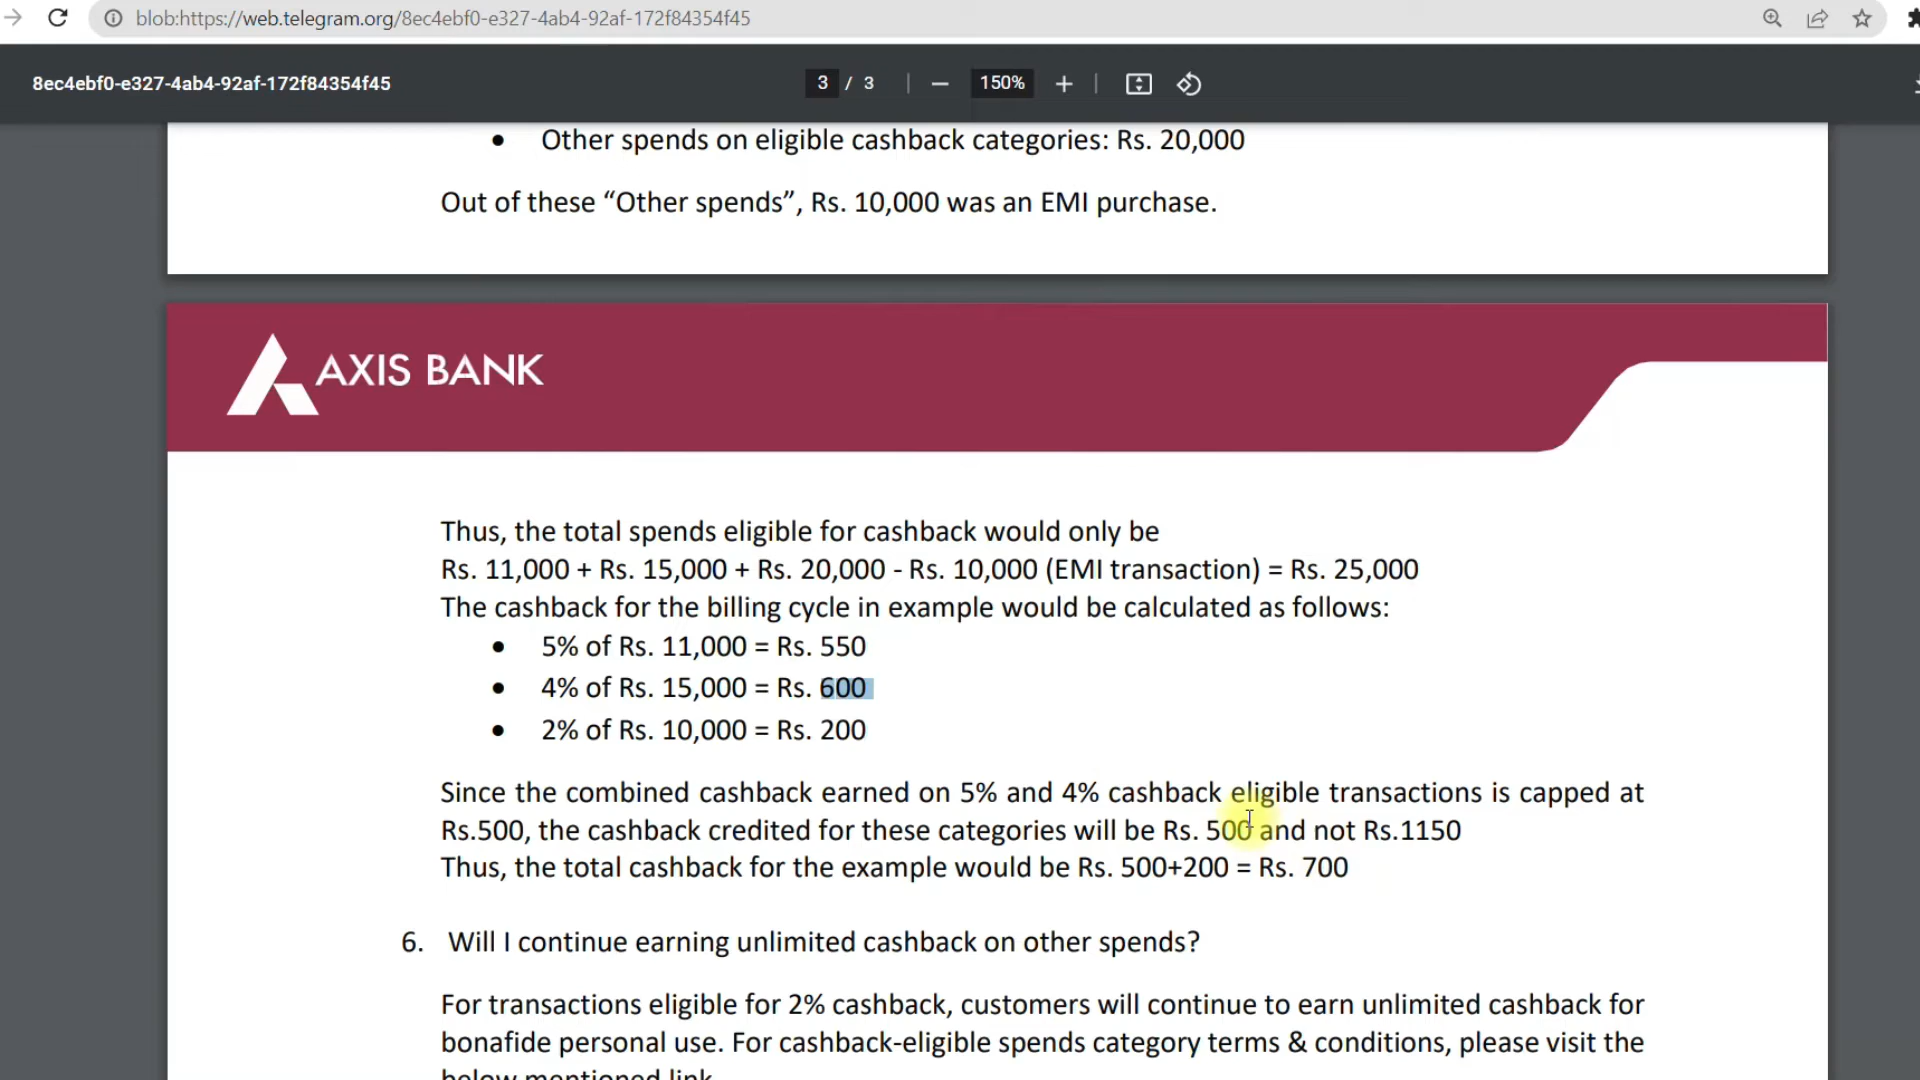 blob:https://web.telegram.org/8ec4ebf0-e327-4ab4-92af-172f84354f45
8ec4ebf0-e327-4ab4-92af-172f84354f45
3 / 3
150%
• Other spends on eligible cashback categories: Rs. 20,000
Out of these “Other spends”, Rs. 10,000 was an EMI purchase.
AXIS BANK
Thus, the total spends eligible for cashback would only be
Rs. 11,000 + Rs. 15,000 + Rs. 20,000 - Rs. 10,000 (EMI transaction) = Rs. 25,000
The cashback for the billing cycle in example would be calculated as follows:
• 5% of Rs. 11,000 = Rs. 550
• 4% of Rs. 15,000 = Rs. 600
• 2% of Rs. 10,000 = Rs. 200
Since the combined cashback earned on 5% and 4% cashback eligible transactions is capped at
Rs.500, the cashback credited for these categories will be Rs. 500 and not Rs.1150
Thus, the total cashback for the example would be Rs. 500+200 = Rs. 700
6. Will I continue earning unlimited cashback on other spends?
For transactions eligible for 2% cashback, customers will continue to earn unlimited cashback for
bonafide personal use. For cashback-eligible spends category terms & conditions, please visit the
below mentioned link